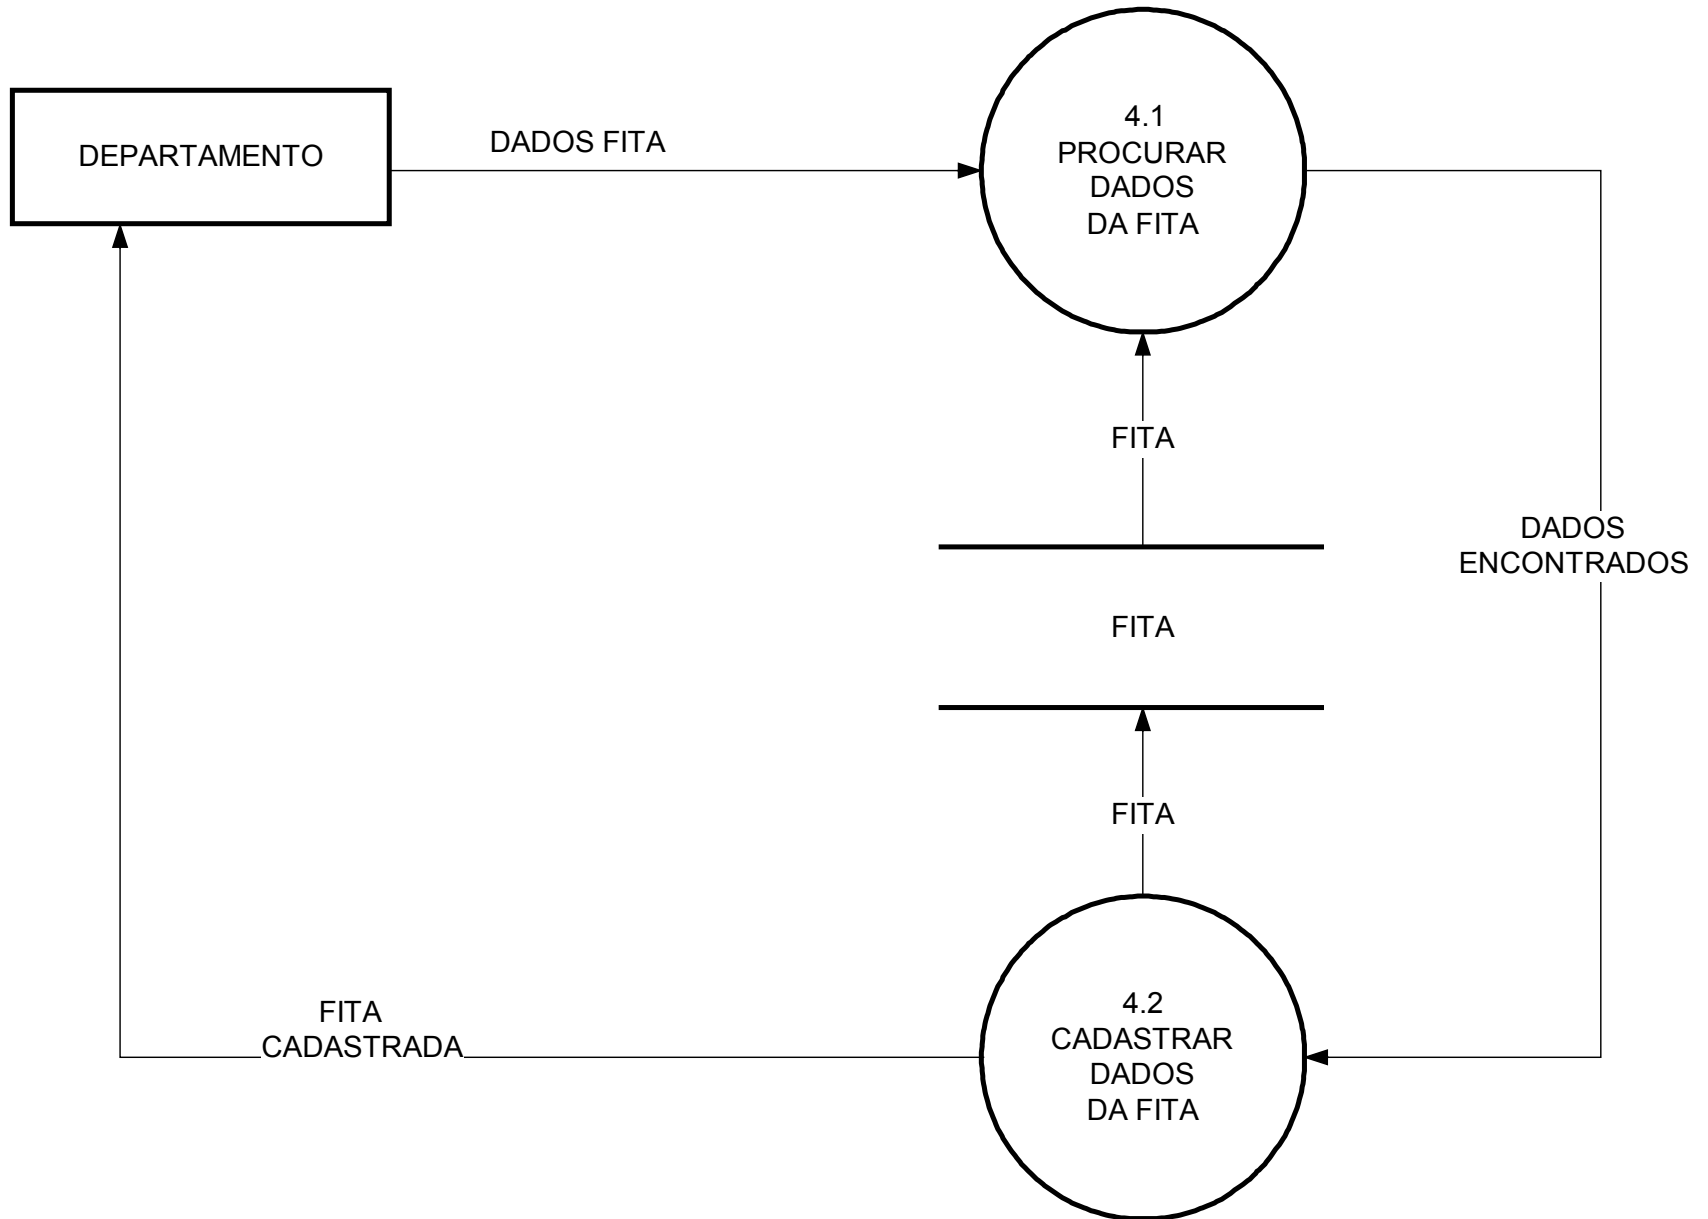 4.1
PROCURAR
DADOS
DA FITA
DADOS FITA
DEPARTAMENTO
FITA
DADOS
ENCONTRADOS
FITA
FITA
4.2
CADASTRAR
DADOS
DA FITA
FITA
CADASTRADA